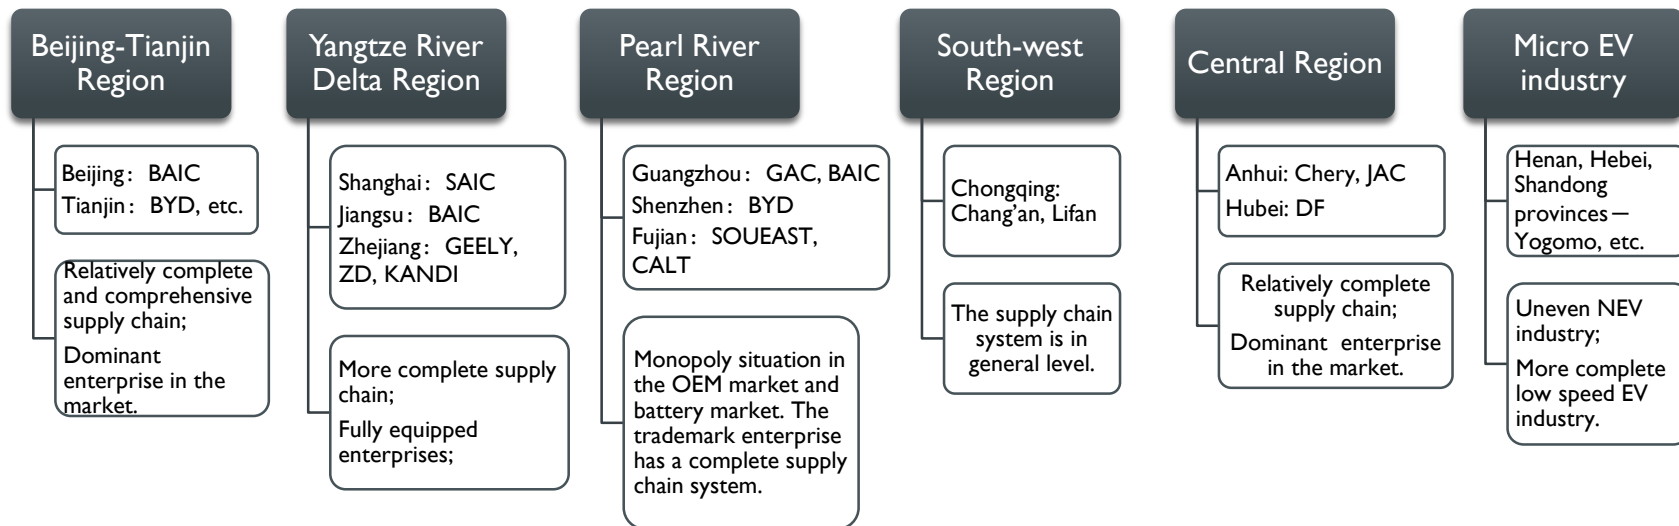 Beijing-Tianjin
Region
Beijing： BAIC
Tianjin： BYD, etc.
Relatively complete
and comprehensive
supply chain;
Dominant
enterprise in the
market.
Yangtze River
Delta Region
Shanghai： SAIC
Jiangsu： BAIC
Zhejiang： GEELY,
ZD, KANDI
More complete supply
chain;
Fully equipped
enterprises;
Pearl River
Region
Guangzhou： GAC, BAIC
Shenzhen： BYD
Fujian： SOUEAST,
CALT
Monopoly situation in
the OEM market and
battery market. The
trademark enterprise
has a complete supply
chain system.
South-west
Region
Chongqing:
Chang’an, Lifan
The supply chain
system is in
general level.
Central Region
Anhui: Chery, JAC
Hubei: DF
Relatively complete
supply chain;
Dominant enterprise
in the market.
Micro EV
industry
Henan, Hebei,
Shandong
provinces—
Yogomo, etc.
Uneven NEV
industry;
More complete
low speed EV
industry.